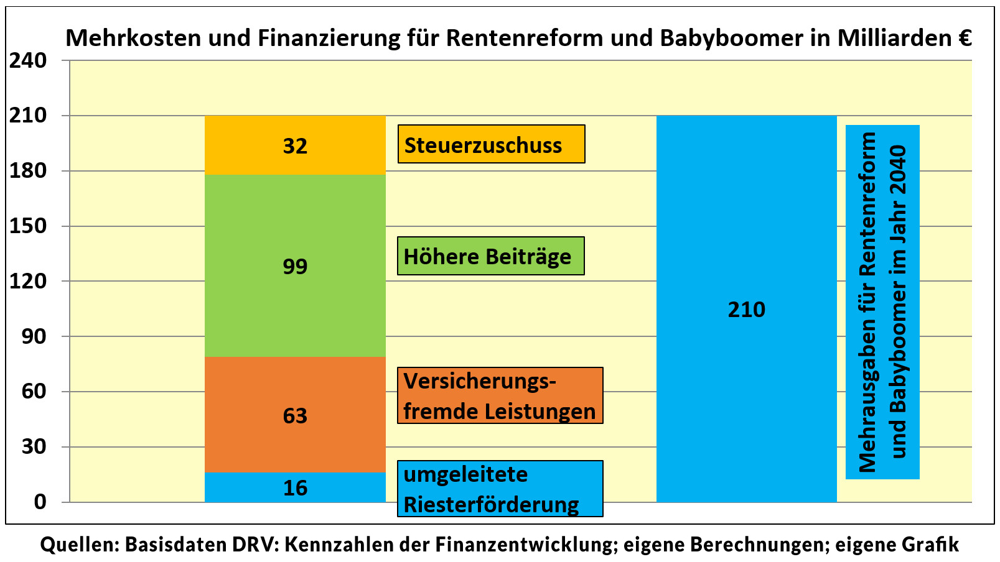 Mehrkosten und Finanzierung für Rentenreform und Babyboomer in Milliarden €
240
210
180
150
120
90
60
30
0
32
99
63
16
Steuerzuschuss
Höhere Beiträge
Versicherungs-
fremde Leistungen
umgeleitete
Riesterförderung
210
Mehrausgaben für Rentenreform
und Babyboomer im Jahr 2040
Quellen: Basisdaten DRV: Kennzahlen der Finanzentwicklung; eigene Berechnungen; eigene Grafik